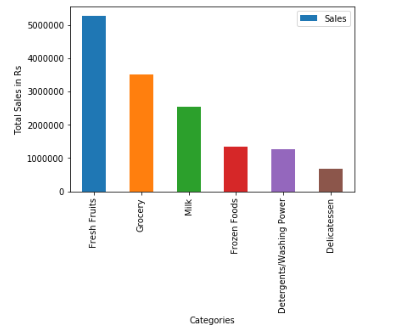 Sales
Total Sales in Rs
5000000
4000000
3000000
2000000
1000000
0
Fresh Fruits
Grocery
Milk
Frozen Foods
Detergents/Washing Power
Delicatessen
Categories